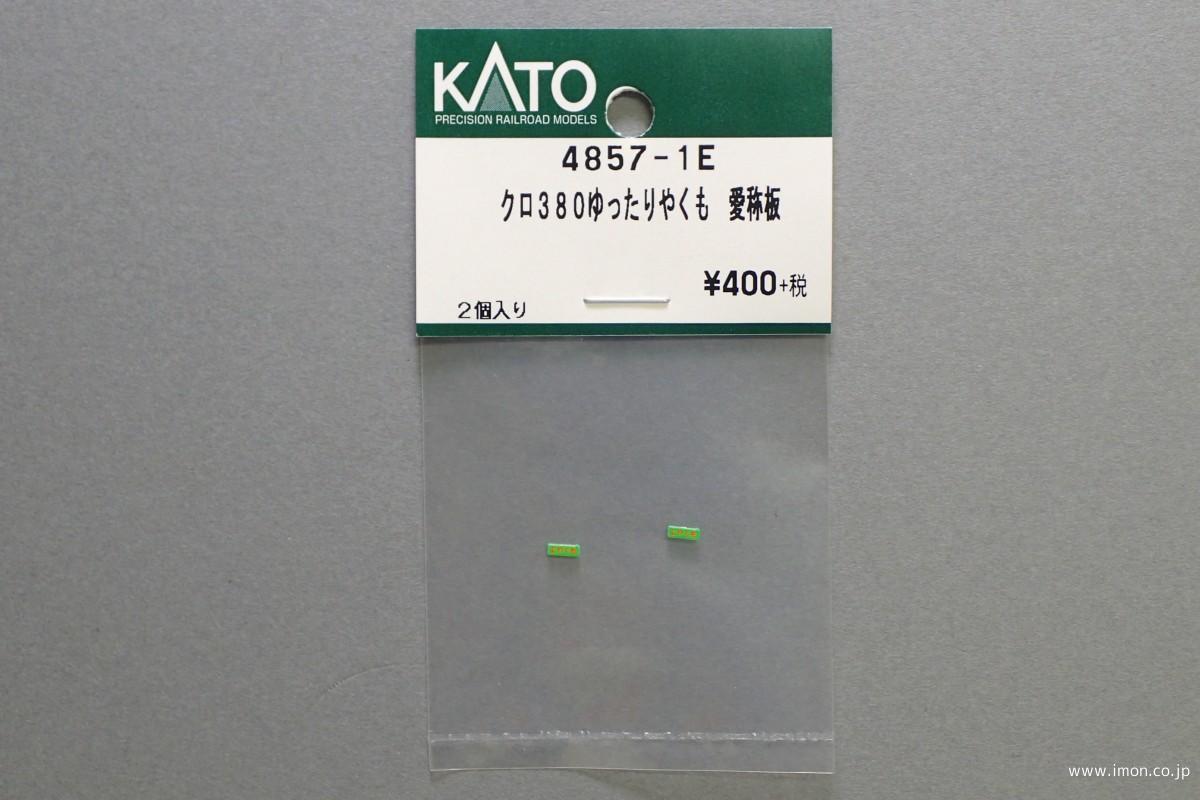 KATO
PRECISION RAILROAD MODELS
4857-1E
クロ380ゆったりやくも 愛称板
¥400+税
2個入り
www.imon.co.jp